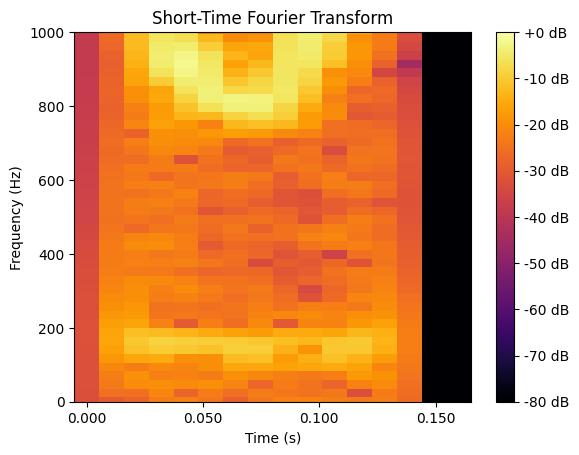 Short-Time Fourier Transform
1000
800
600
400
200
0
Frequency (Hz)
0.000
0.050
0.100
0.150
Time (s)
+0 dB
-10 dB
-20 dB
-30 dB
-40 dB
-50 dB
-60 dB
-70 dB
-80 dB